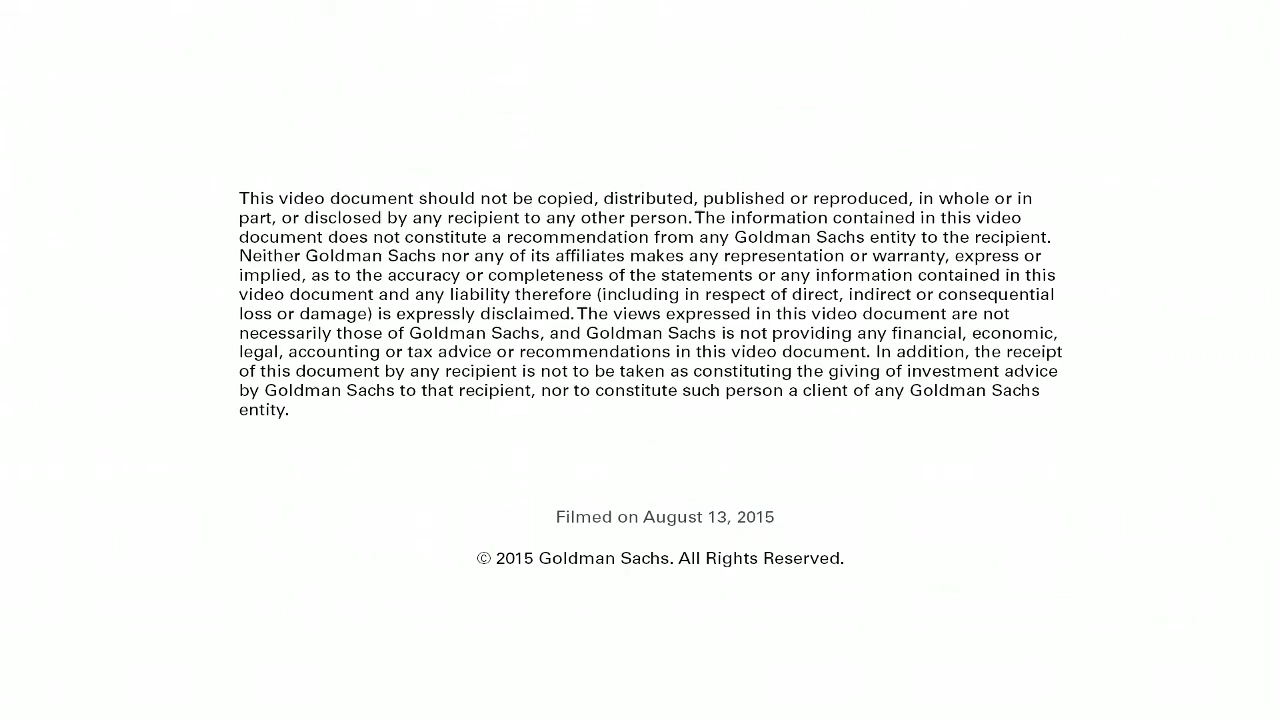 This video document should not be copied, distributed, published or reproduced, in whole or in
part, or disclosed by any recipient to any other person. The information contained in this video
document does not constitute a recommendation from any Goldman Sachs entity to the recipient.
Neither Goldman Sachs nor any of its affiliates makes any representation or warranty, express or
implied, as to the accuracy or completeness of the statements or any information contained in this
video document and any liability therefore (including in respect of direct, indirect or consequential
loss or damage) is expressly disclaimed. The views expressed in this video document are not
necessarily those of Goldman Sachs, and Goldman Sachs is not providing any financial, economic,
legal, accounting or tax advice or recommendations in this video document. In addition, the receipt
of this document by any recipient is not to be taken as constituting the giving of investment advice
by Goldman Sachs to that recipient, nor to constitute such person a client of any Goldman Sachs
entity.
Filmed on August 13, 2015
© 2015 Goldman Sachs. All Rights Reserved.